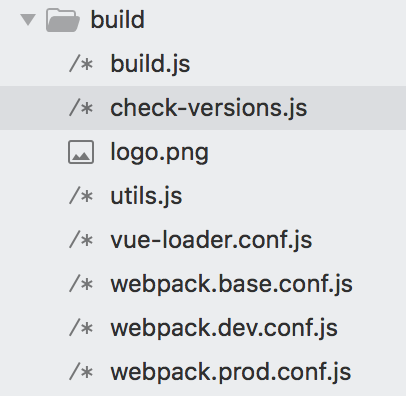 build
build.js
check-versions.js
logo.png
utils.js
vue-loader.conf.js
webpack.base.conf.js
webpack.dev.conf.js
webpack.prod.conf.js